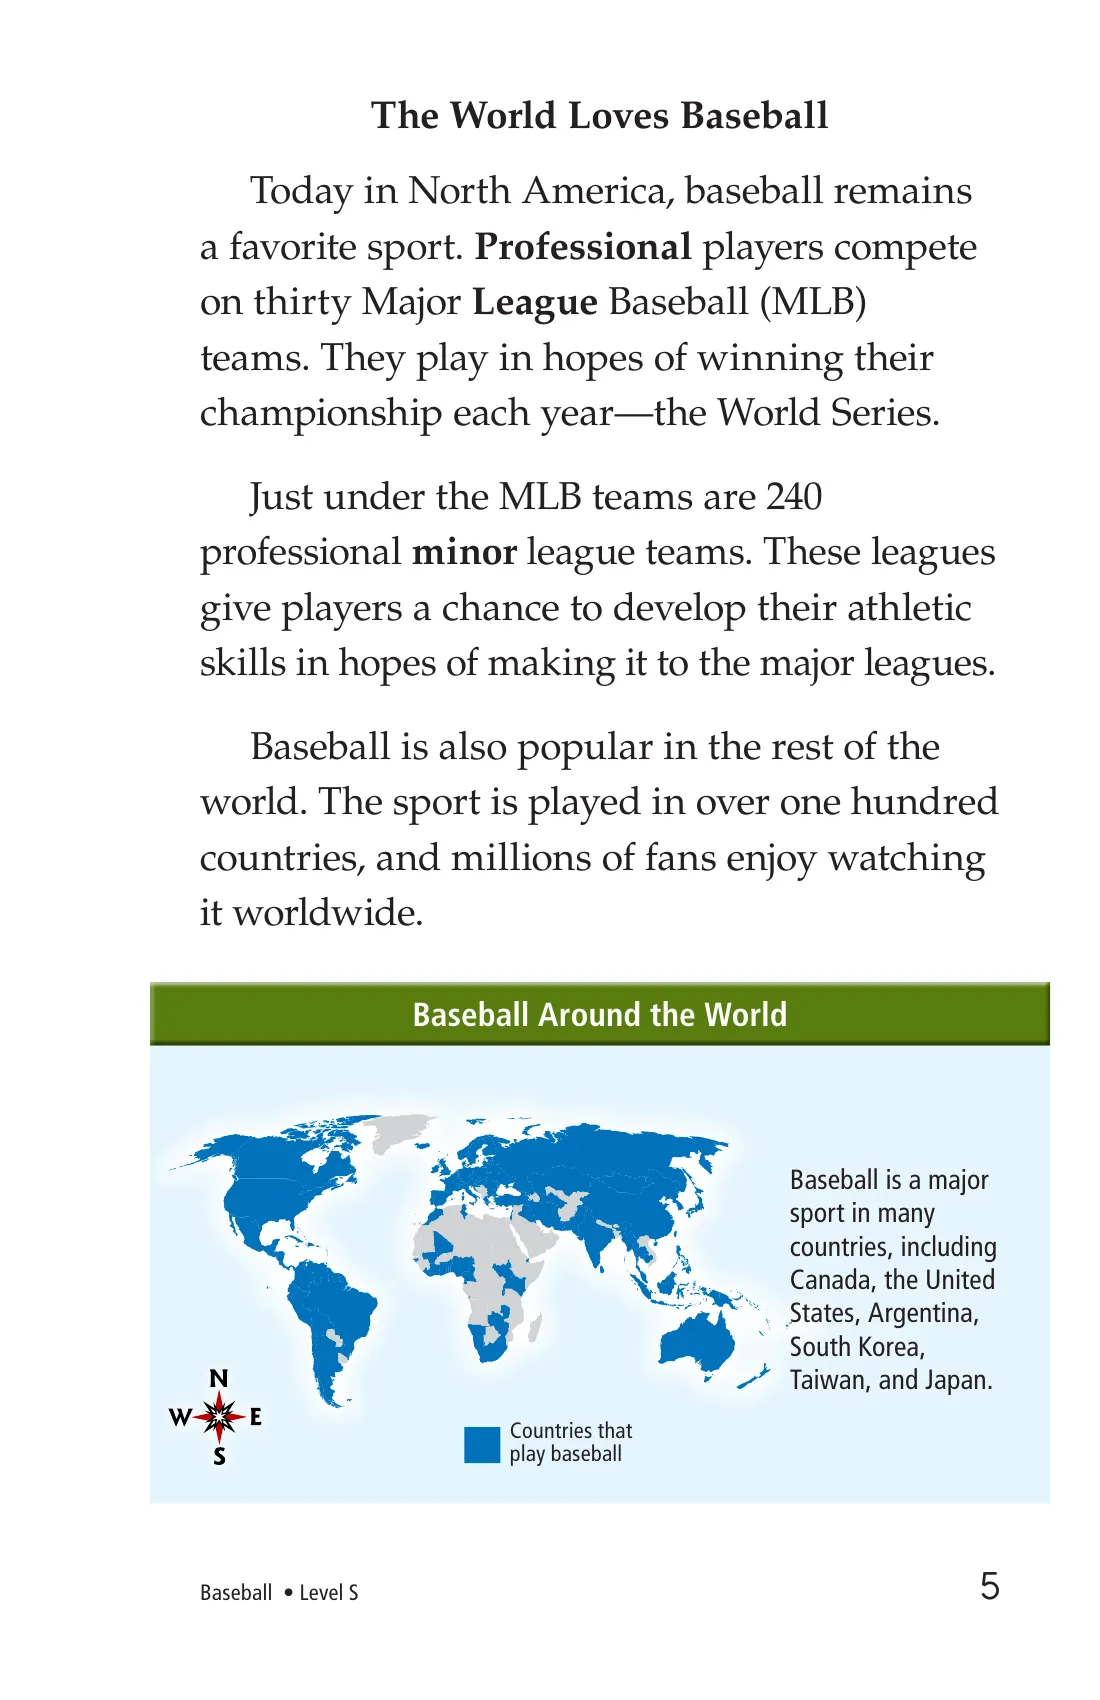 The World Loves Baseball
Today in North America, baseball remains
a favorite sport. Professional players compete
on thirty Major League Baseball (MLB)
teams. They play in hopes of winning their
championship each year—the World Series.
Just under the MLB teams are 240
professional minor league teams. These leagues
give players a chance to develop their athletic
skills in hopes of making it to the major leagues.
Baseball is also popular in the rest of the
world. The sport is played in over one hundred
countries, and millions of fans enjoy watching
it worldwide.
Baseball Around the World
Baseball is a major
sport in many
countries, including
Canada, the United
States, Argentina,
South Korea,
Taiwan, and Japan.
N
W E
S
Countries that
play baseball
Baseball • Level S
5